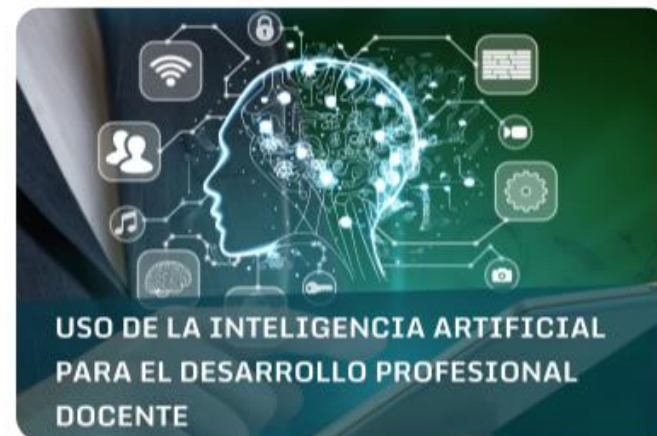 USO DE LA INTELIGENCIA ARTIFICIAL
PARA EL DESARROLLO PROFESIONAL
DOCENTE